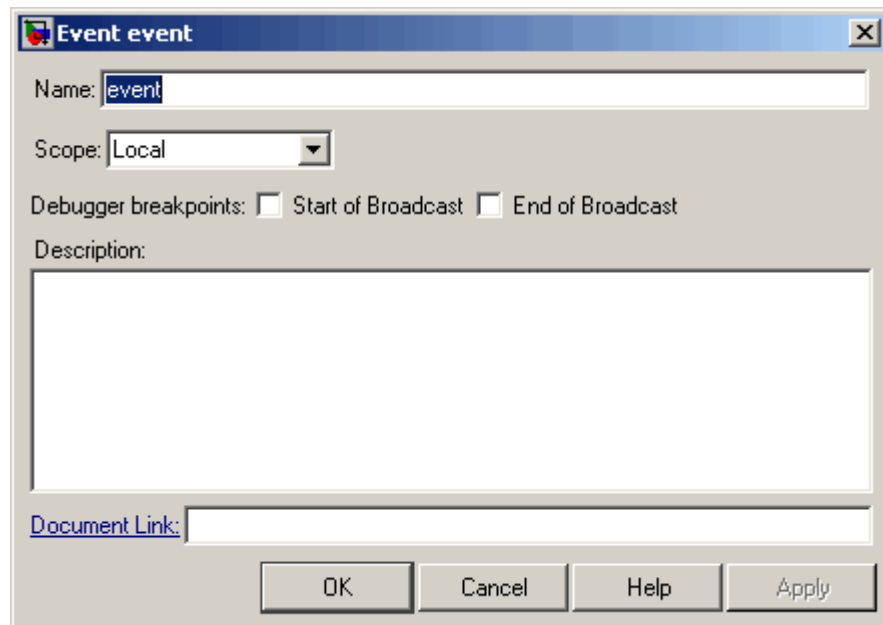 Event event
Name: event
Scope: Local
Debugger breakpoints: Start of Broadcast End of Broadcast
Description:
Document Link:
OK Cancel Help Apply